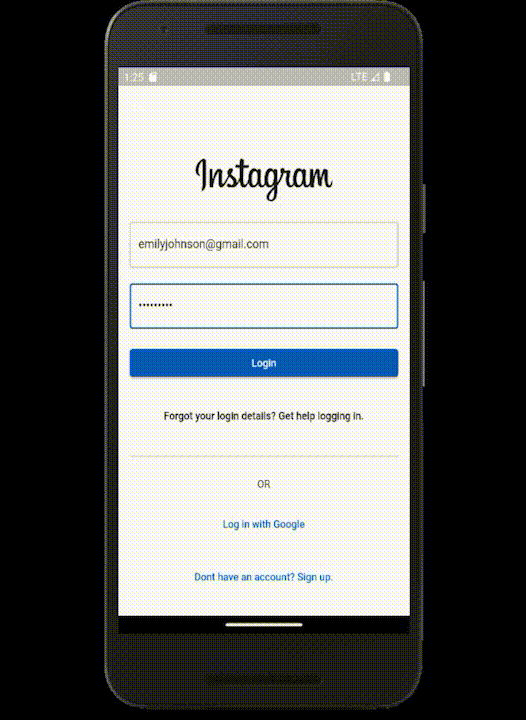 1:25 LTE
Instagram
emilyjohnson@gmail.com
•••••••••
Login
Forgot your login details? Get help logging in.
OR
Log in with Google
Dont have an account? Sign up.